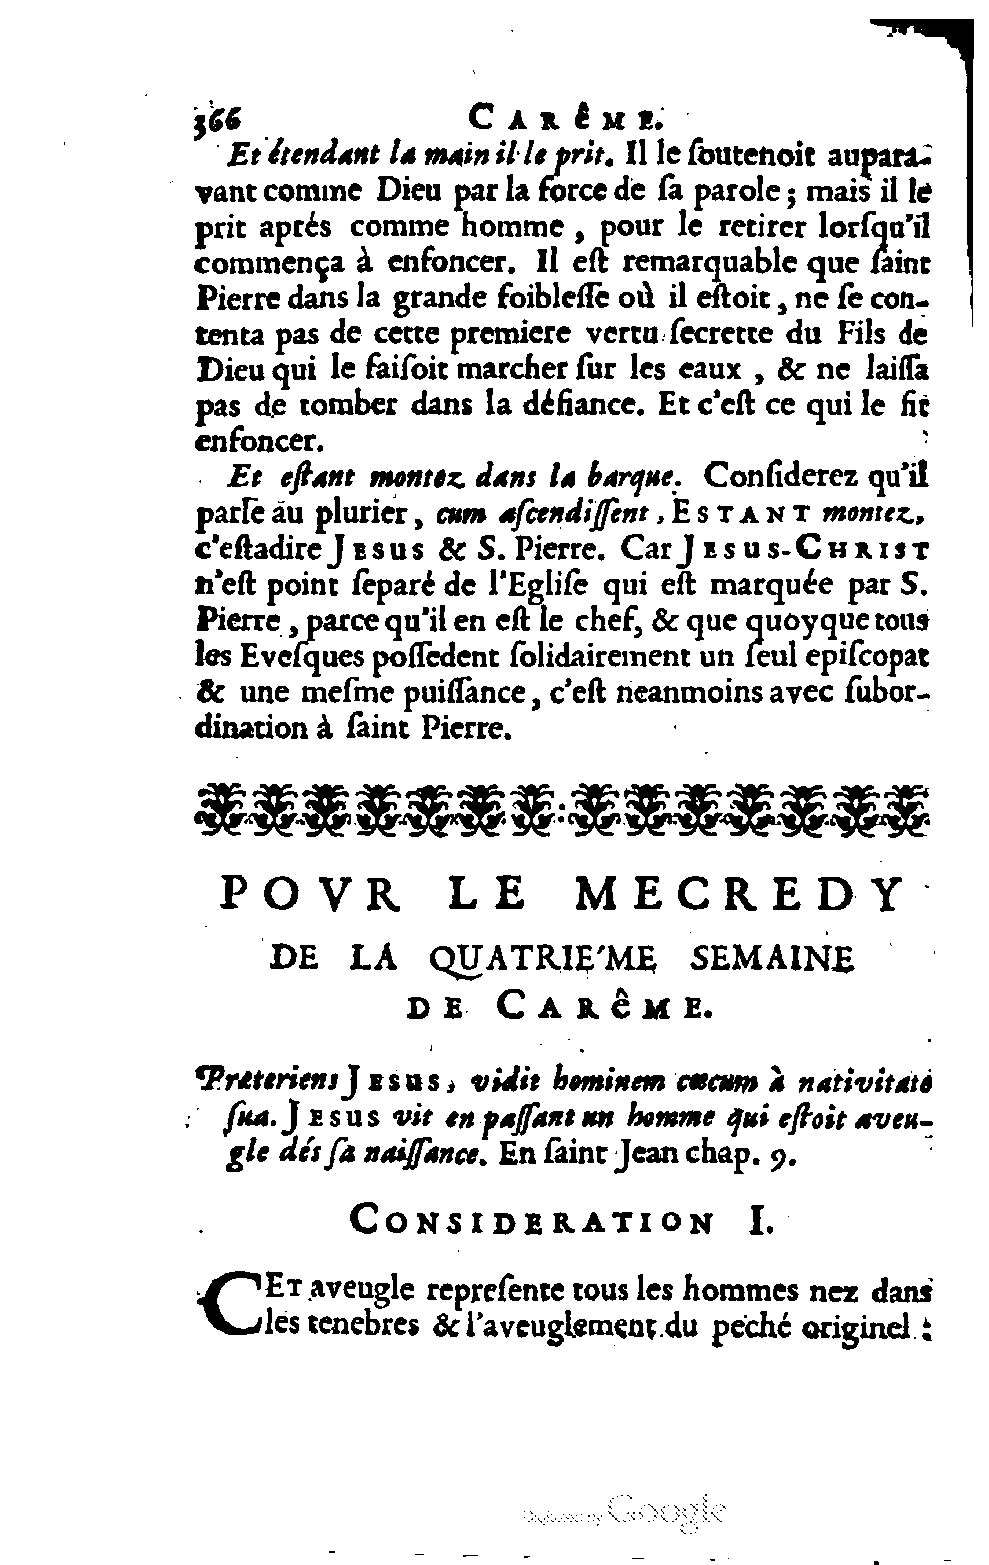 366 CARêME.
Et étendant la main il le prit. Il le ſoutenoit aupara-
vant comme Dieu par la force de ſa parole ; mais il le
prit aprés comme homme , pour le retirer lorſqu'il
commença à enfoncer. Il eſt remarquable que ſaint
Pierre dans la grande foibleſſe où il eſtoit , ne ſe con-
tenta pas de cette premiere vertu ſecrette du Fils de
Dieu qui le faiſoit marcher ſur les eaux , & ne laiſſa
pas de tomber dans la défiance. Et c'eſt ce qui le fit
enfoncer.
Et eſtant montez dans la barque. Conſiderez qu'il
parle au plurier, cum aſcendiſſent , ESTANT montez,
c'eſtadire JESUS & S. Pierre. Car JESUS-CHRIST
n'eſt point ſeparé de l'Egliſe qui eſt marquée par S.
Pierre , parce qu'il en eſt le chef, & que quoyque tous
les Eveſques poſſedent ſolidairement un ſeul epiſcopat
& une meſme puiſſance , c'eſt neanmoins avec ſubor-
dination à ſaint Pierre.
POVR LE MECREDY
DE LA QUATRIE'ME SEMAINE
DE CARêME.
Præteriens JESUS, vidit hominem cœcum à nativitate
ſua. JESUS vit en paſſant un homme qui eſtoit aveu-
gle dés ſa naiſſance. En ſaint Jean chap. 9.
CONSIDERATION I.
CET aveugle repreſente tous les hommes nez dans
les tenebres & l'aveuglement du peché originel :
Digitized by Google